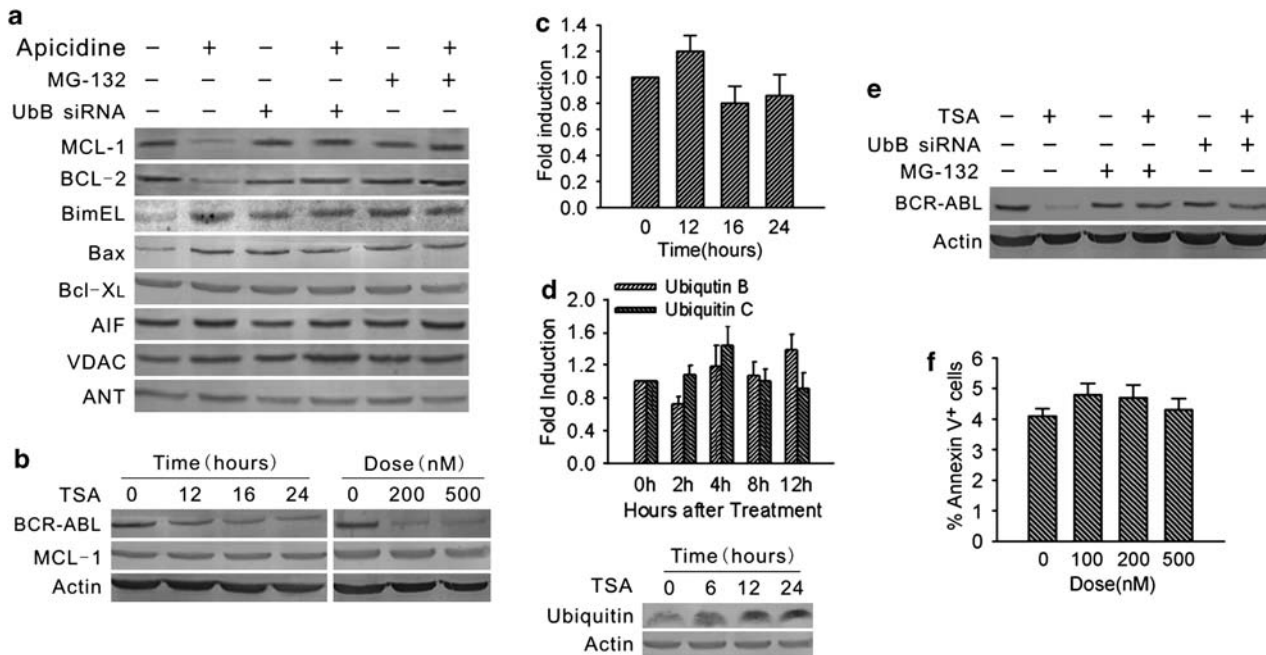 a
Apicidine − + − + − +
MG-132 − − − − + +
UbB siRNA − − + + − −
MCL-1
BCL-2
BimEL
Bax
Bcl-XL
AIF
VDAC
ANT
b
Time(hours) Dose(nM)
TSA 0 12 16 24 0 200 500
BCR-ABL
MCL-1
Actin
c
Fold induction
1.4
1.2
1.0
0.8
0.6
0.4
0.2
0.0
0 12 16 24
Time(hours)
d
Ubiqutin B
Ubiquitin C
Fold Induction
2.0
1.6
1.2
0.8
0.4
0.0
0h 2h 4h 8h 12h
Hours after Treatment
Time(hours)
TSA 0 6 12 24
Ubiquitin
Actin
e
TSA − + − + − +
UbB siRNA − − − − + +
MG-132 − − + + − −
BCR-ABL
Actin
f
% Annexin V+ cells
6
5
4
3
2
1
0
0 100 200 500
Dose(nM)